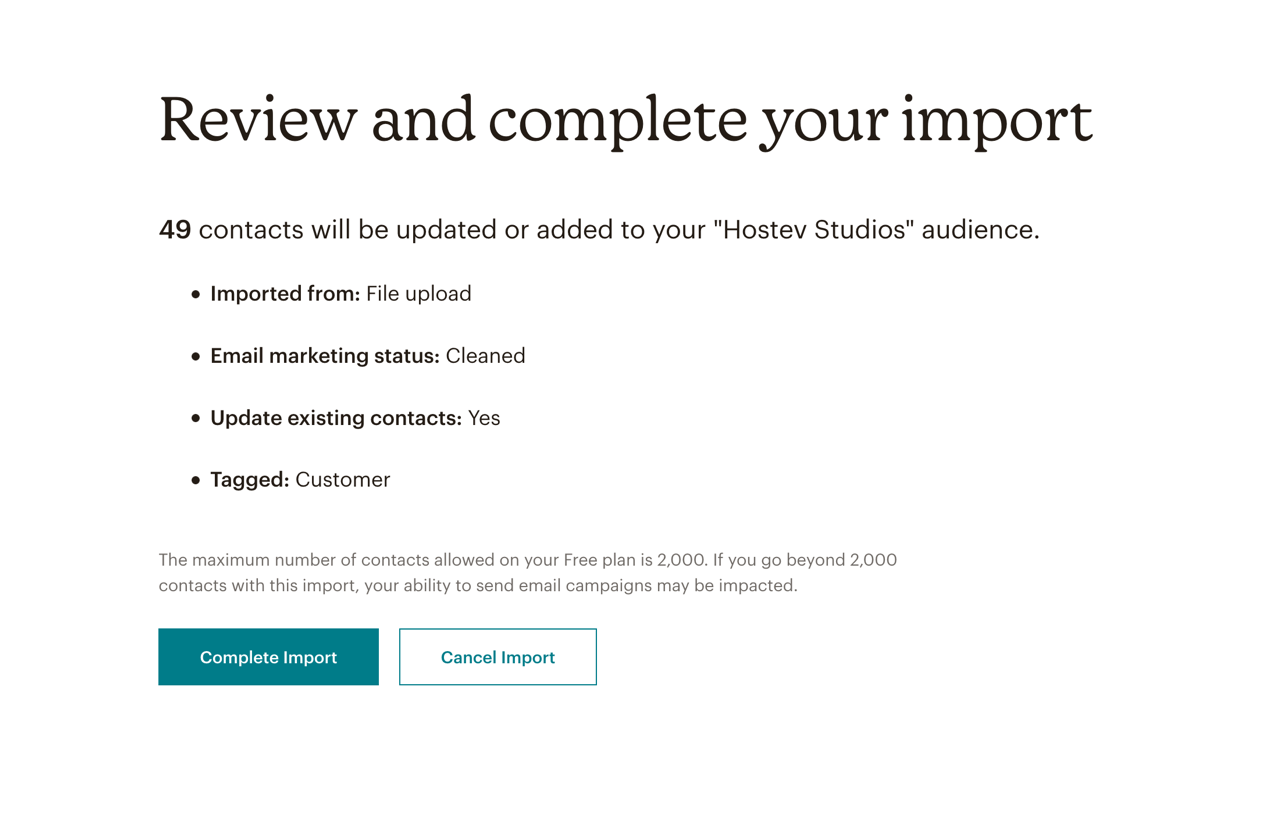 Review and complete your import
49 contacts will be updated or added to your "Hostev Studios" audience.
• Imported from: File upload
• Email marketing status: Cleaned
• Update existing contacts: Yes
• Tagged: Customer
The maximum number of contacts allowed on your Free plan is 2,000. If you go beyond 2,000
contacts with this import, your ability to send email campaigns may be impacted.
Complete Import
Cancel Import